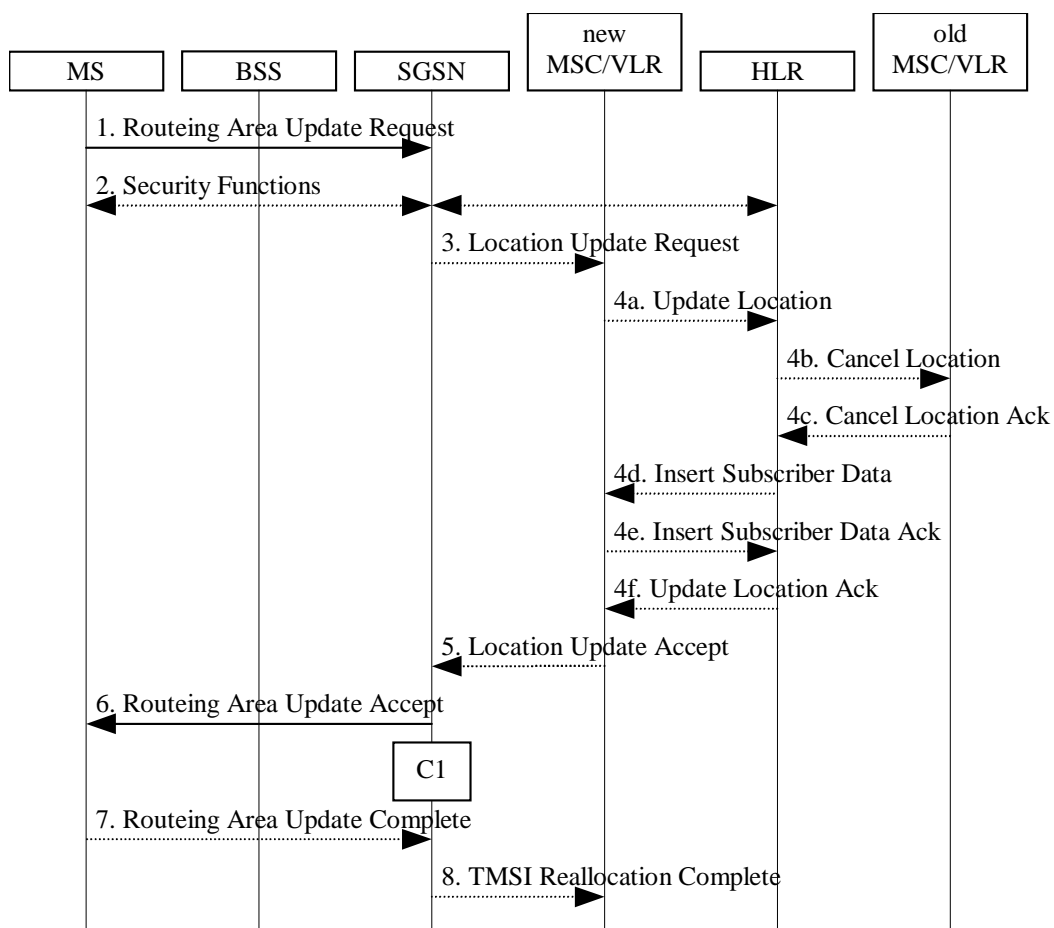 new
old
MS
BSS
SGSN
MSC/VLR
HLR
MSC/VLR
1. Routeing Area Update Request
2. Security Functions
3. Location Update Request
4a. Update Location
4b. Cancel Location
4c. Cancel Location Ack
4d. Insert Subscriber Data
4e. Insert Subscriber Data Ack
4f. Update Location Ack
5. Location Update Accept
6. Routeing Area Update Accept
C1
7. Routeing Area Update Complete
8. TMSI Reallocation Complete